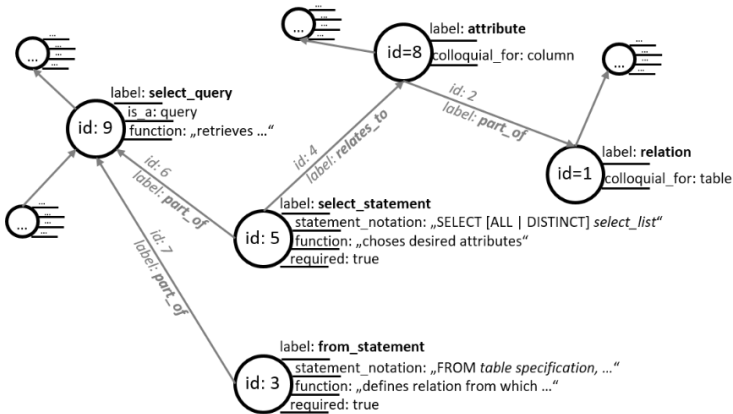 ...
...
...
...
label: attribute
id=8
colloquial_for: column
...
...
...
...
...
...
...
...
label: select_query
is_a: query
id: 9
function: „retrieves ...“
id: 2
label: part_of
id: 4
label: relates_to
label: relation
id=1
colloquial_for: table
id: 6
label: part_of
label: select_statement
statement_notation: „SELECT [ALL | DISTINCT] select_list“
id: 5
function: „choses desired attributes“
required: true
...
...
...
...
id: 7
label: part_of
label: from_statement
statement_notation: „FROM table specification, ...“
id: 3
function: „defines relation from which ...“
required: true